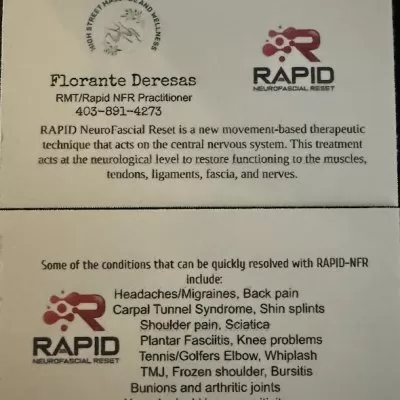 HIGH STREET MASSAGE AND WELLNESS
RAPID
NEUROFASCIAL RESET
Florante Deresas
RMT/Rapid NFR Practitioner
403-891-4273
RAPID NeuroFascial Reset is a new movement-based therapeutic
technique that acts on the central nervous system. This treatment
acts at the neurological level to restore functioning to the muscles,
tendons, ligaments, fascia, and nerves.
Some of the conditions that can be quickly resolved with RAPID-NFR
include:
Headaches/Migraines, Back pain
Carpal Tunnel Syndrome, Shin splints
Shoulder pain, Sciatica
Plantar Fasciitis, Knee problems
Tennis/Golfers Elbow, Whiplash
TMJ, Frozen shoulder, Bursitis
Bunions and arthritic joints
RAPID
NEUROFASCIAL RESET